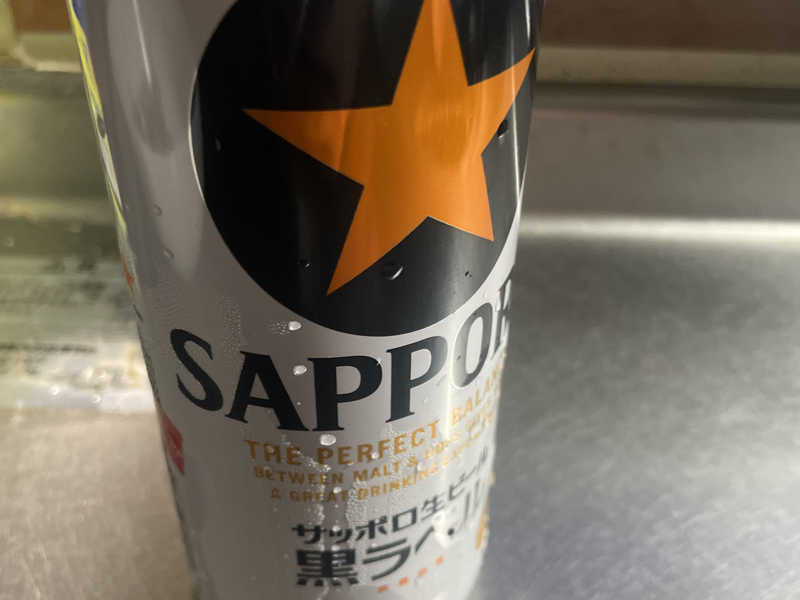 SAPPOR
THE PERFECT BALAN
BETWEEN MALT &
A GREAT DRINKING
サッポロ生ビール
黒ラベル